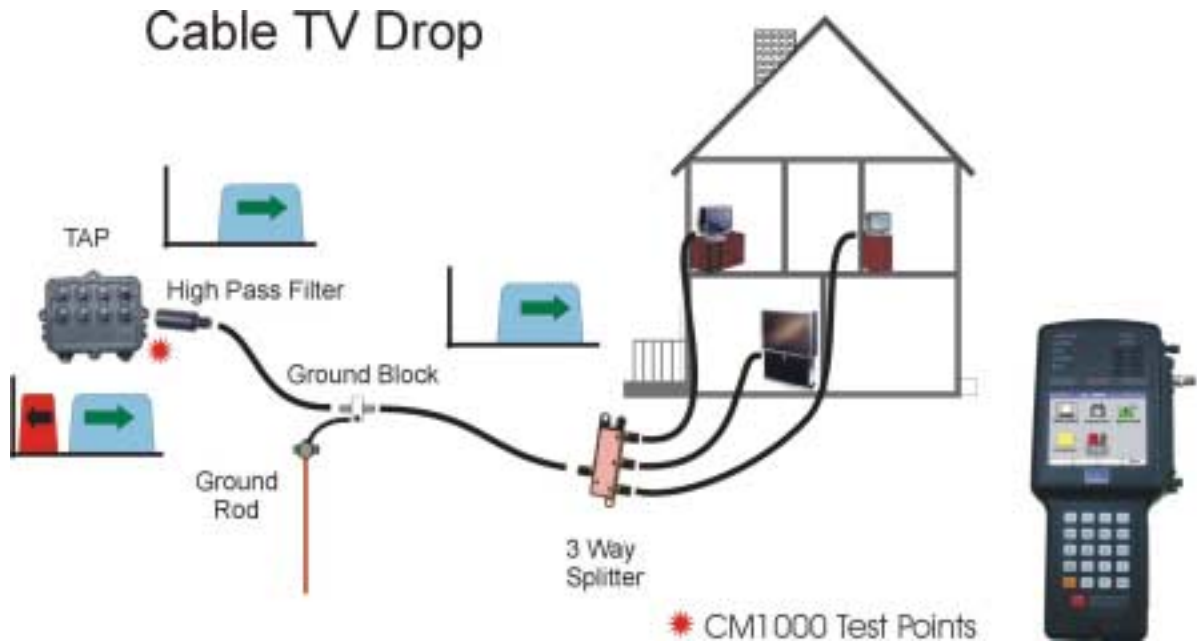 Cable TV Drop
TAP
High Pass Filter
Ground Block
Ground
Rod
3 Way
Splitter
CM1000 Test Points